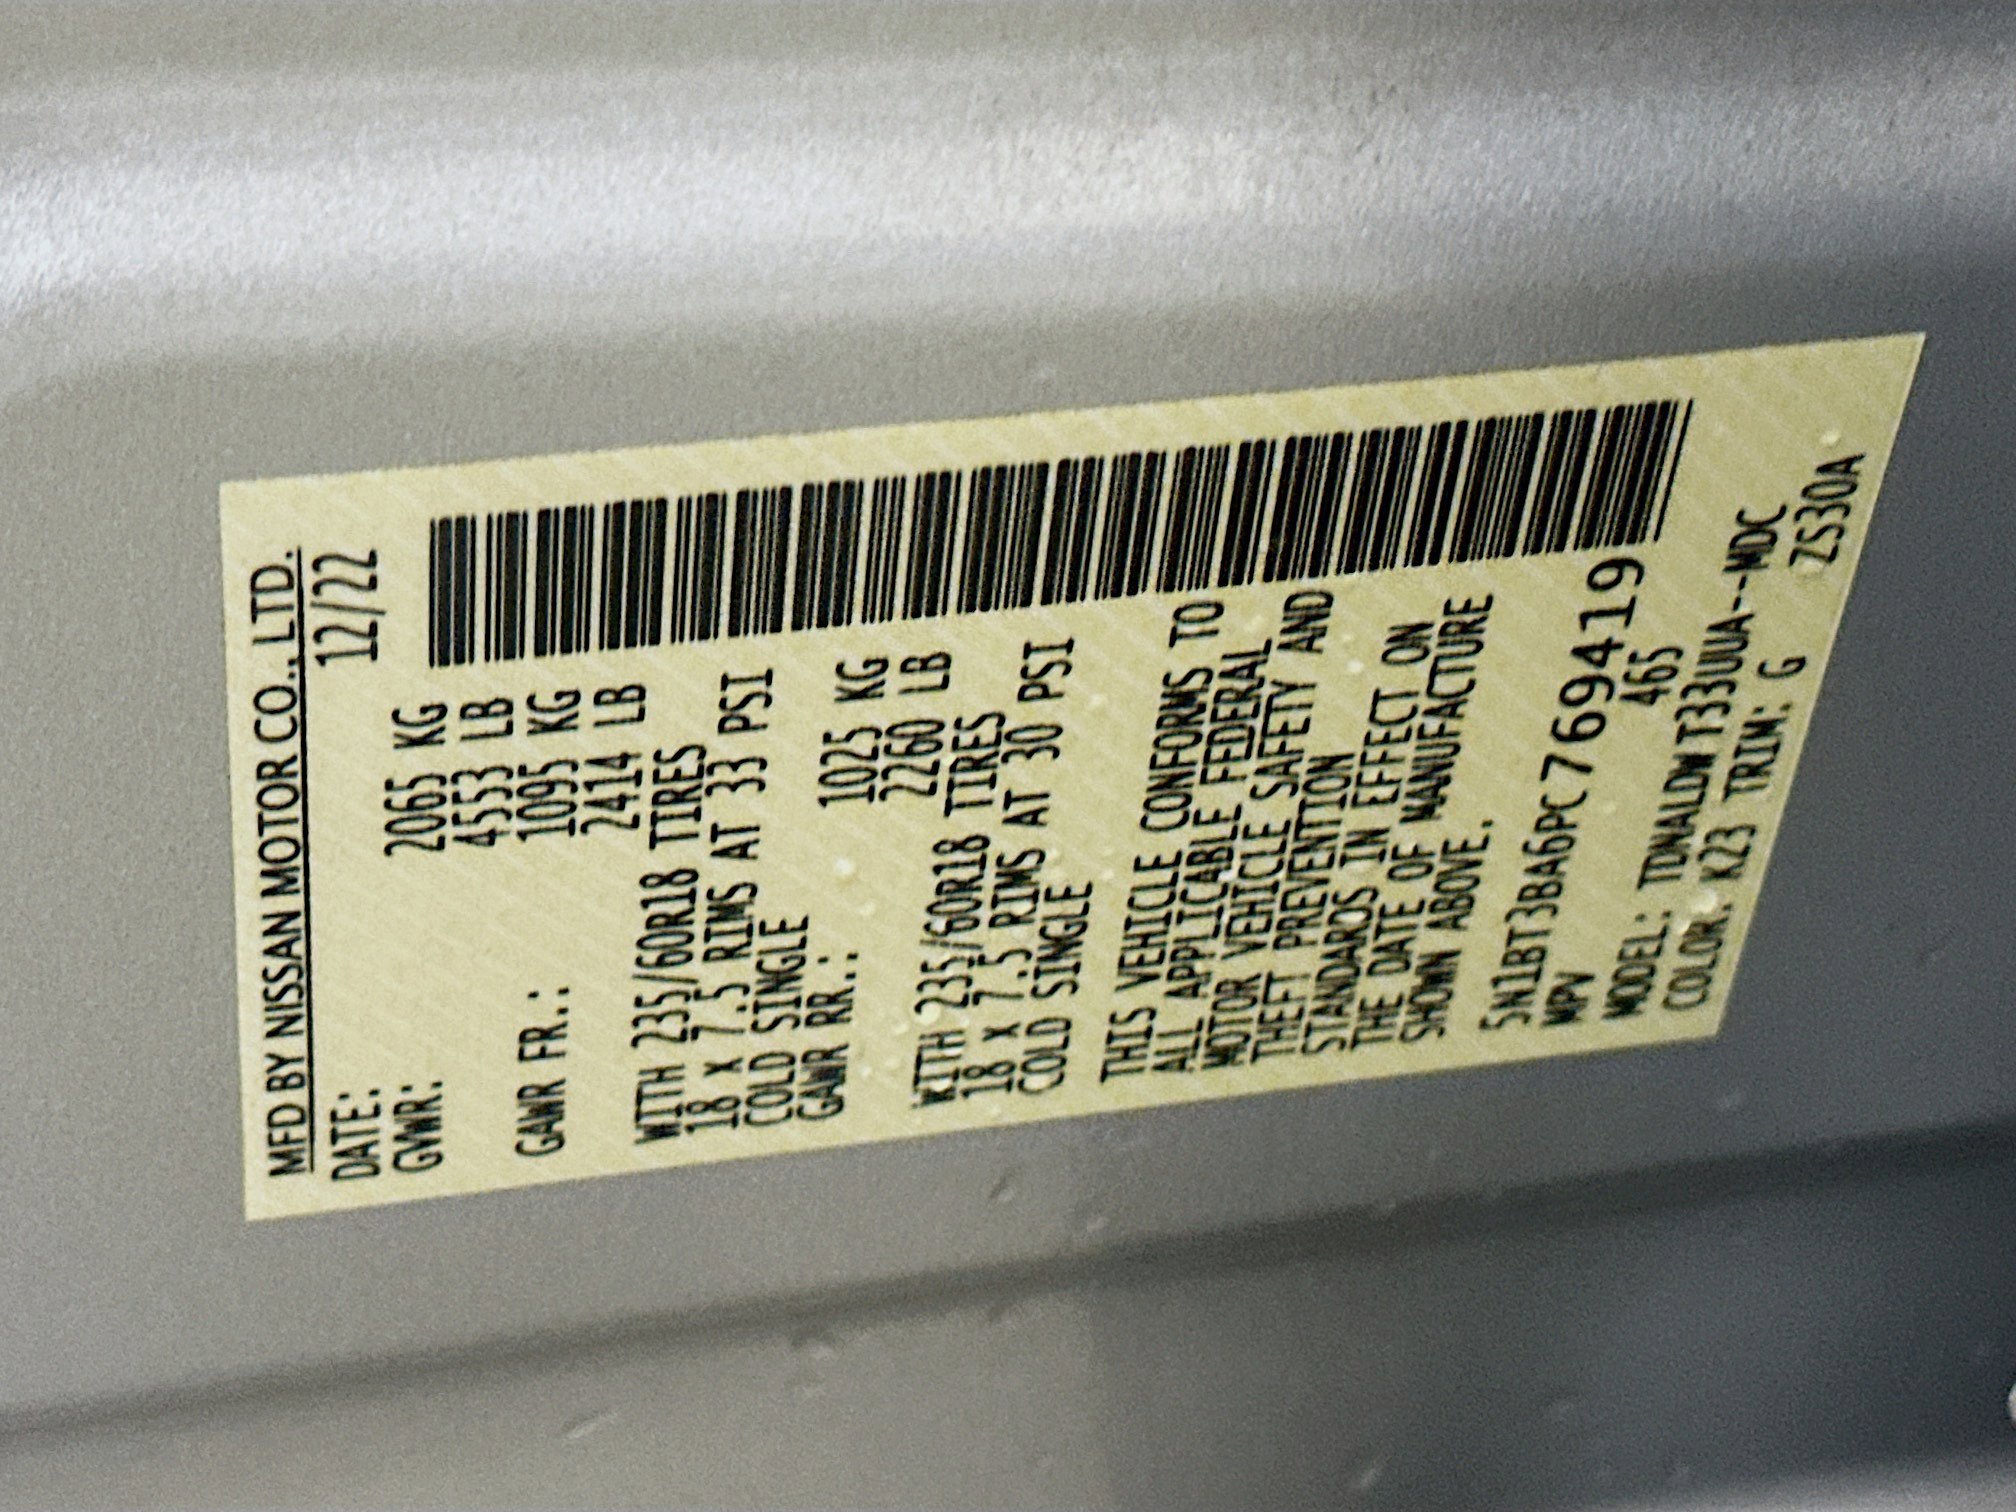 MFD BY NISSAN MOTOR CO., LTD.
DATE: 12/22
GVWR: 2065 KG
4553 LB
GAWR FR.: 1095 KG
2414 LB
WITH 235/60R18 TIRES
18 x 7.5 RIMS AT 33 PSI
COLD SINGLE
GAWR RR.: 1025 KG
2260 LB
WITH 235/60R18 TIRES
18 x 7.5 RIMS AT 30 PSI
COLD SINGLE
THIS VEHICLE CONFORMS TO
ALL APPLICABLE FEDERAL
MOTOR VEHICLE SAFETY AND
THEFT PREVENTION
STANDARDS IN EFFECT ON
THE DATE OF MANUFACTURE
SHOWN ABOVE.
5N1BT3BA6PC769419
MPV 465
MODEL: TDNALDWT33UUA--MDC
COLOR: K23 TRIM: G ZS30A